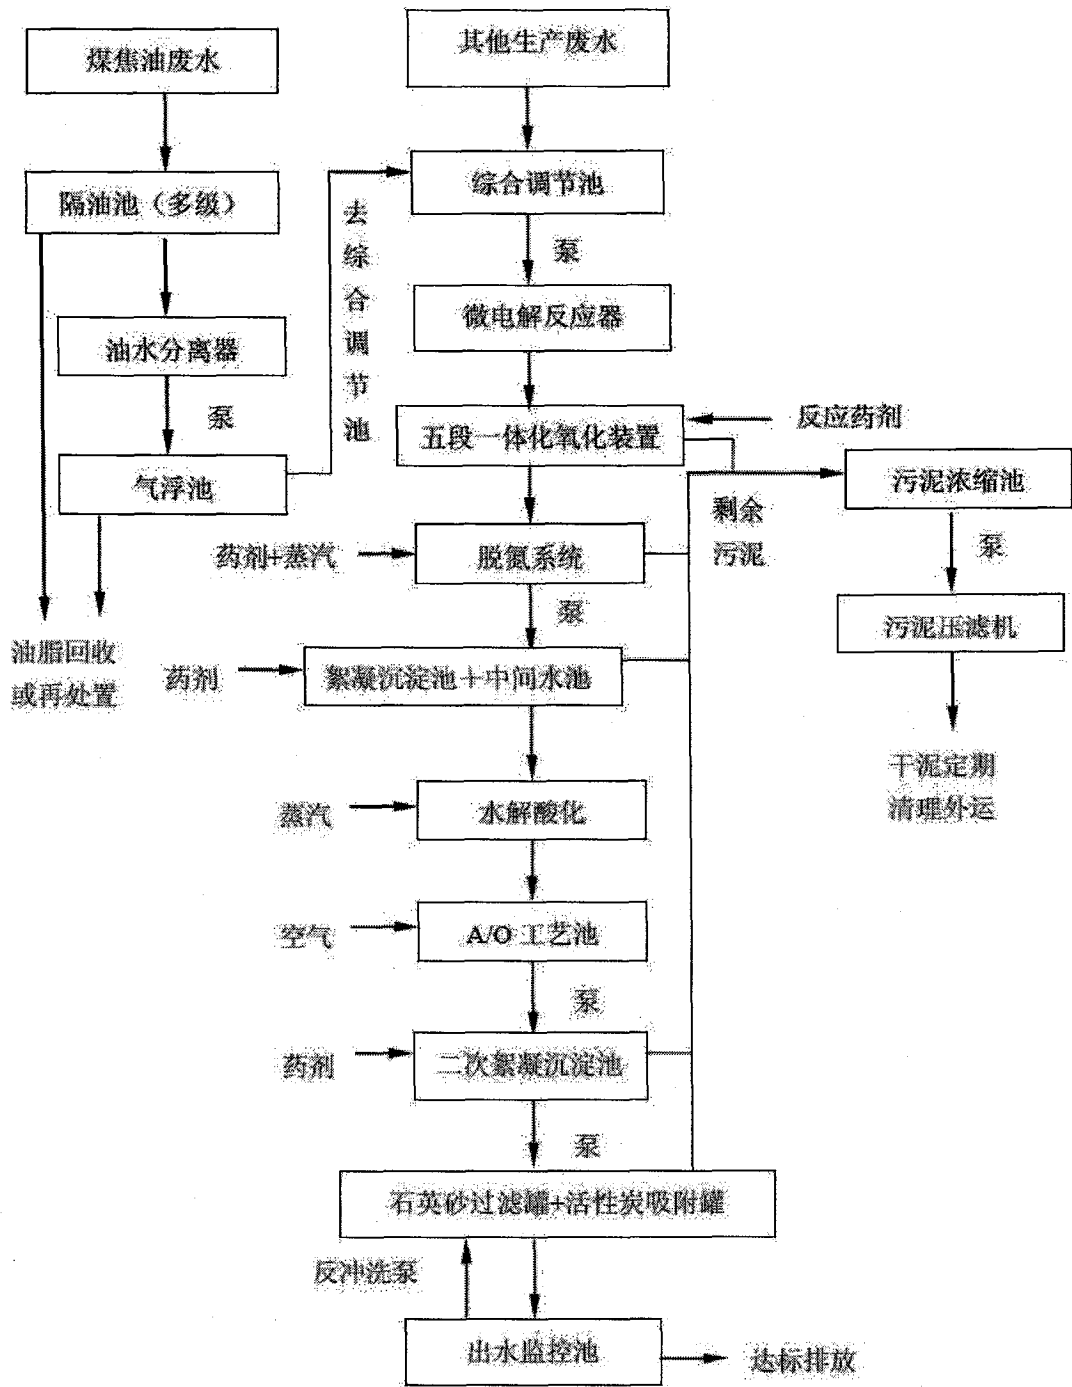 煤焦油废水
其他生产废水
隔油池（多级）
综合调节池
去综合调节池
泵
油水分离器
微电解反应器
泵
五段一体化氧化装置
反应药剂
气浮池
污泥浓缩池
剩余
污泥
药剂+蒸汽
脱氮系统
泵
泵
油脂回收
或再处置
药剂
絮凝沉淀池+中间水池
污泥压滤机
干泥定期
清理外运
蒸汽
水解酸化
空气
A/O 工艺池
泵
药剂
二次絮凝沉淀池
泵
石英砂过滤罐+活性炭吸附罐
反冲洗泵
出水监控池
达标排放